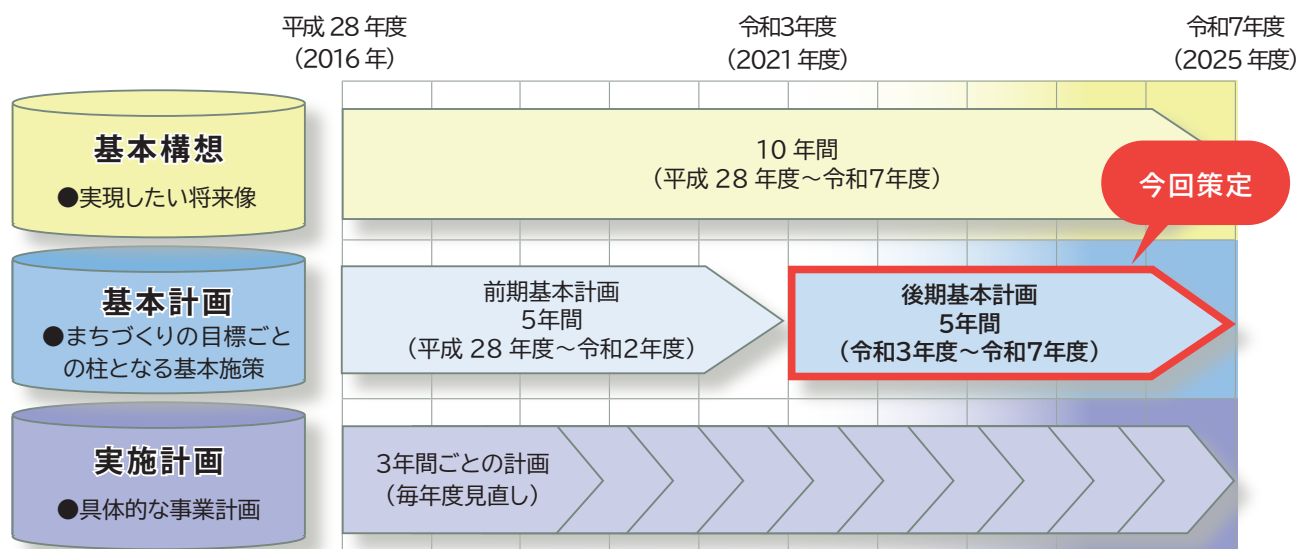 平成 28 年度
（2016 年）
令和3年度
（2021 年度）
令和7年度
（2025 年度）
基本構想
●実現したい将来像
10 年間
（平成 28 年度～令和7年度）
今回策定
基本計画
●まちづくりの目標ごと
の柱となる基本施策
前期基本計画
5年間
（平成 28 年度～令和2年度）
後期基本計画
5年間
（令和3年度～令和7年度）
実施計画
●具体的な事業計画
3年間ごとの計画
（毎年度見直し）